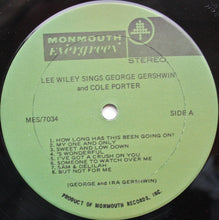 MONMOUTH
Evergreen
STEREO
LEE WILEY SINGS GEORGE GERSHWIN
and COLE PORTER
MES/7034
SIDE A
1. HOW LONG HAS THIS BEEN GOING ON?
2. MY ONE AND ONLY
3. SWEET AND LOW DOWN
4. 'S WONDERFUL
5. I'VE GOT A CRUSH ON YOU
6. SOMEONE TO WATCH OVER ME
7. SAM & DELILAH
8. BUT NOT FOR ME
(GEORGE and IRA GERSHWIN)
PRODUCT OF MONMOUTH RECORDS, INC.